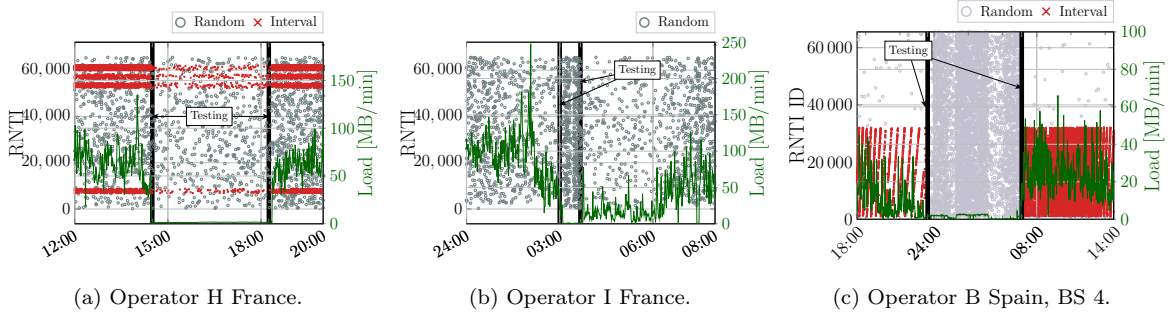 ○ Random × Interval
RNTI
60,000
40,000
20,000
0
Testing
150
100
50
0
Load [MB/min]
12:00 15:00 18:00 20:00
(a) Operator H France.
○ Random
RNTI
60,000
40,000
20,000
0
Testing
250
200
150
100
50
0
Load [MB/min]
24:00 03:00 06:00 08:00
(b) Operator I France.
○ Random × Interval
RNTI ID
60 000
40 000
20 000
0
Testing
100
80
60
40
20
0
Load [MB/min]
18:00 24:00 08:00 14:00
(c) Operator B Spain, BS 4.